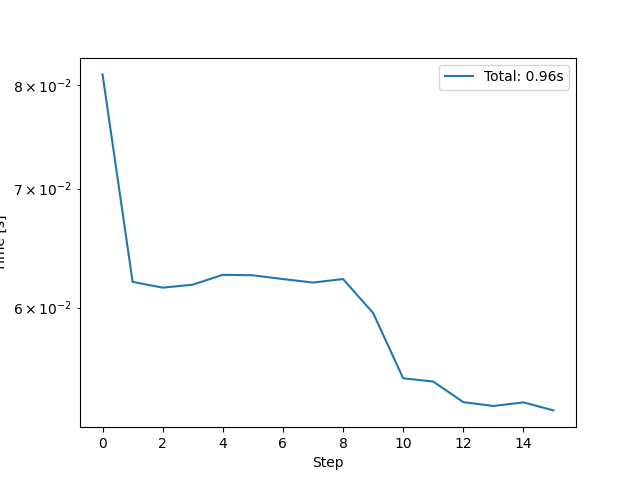 Total: 0.96s
8 × 10⁻²
7 × 10⁻²
6 × 10⁻²
Time [s]
0 2 4 6 8 10 12 14
Step